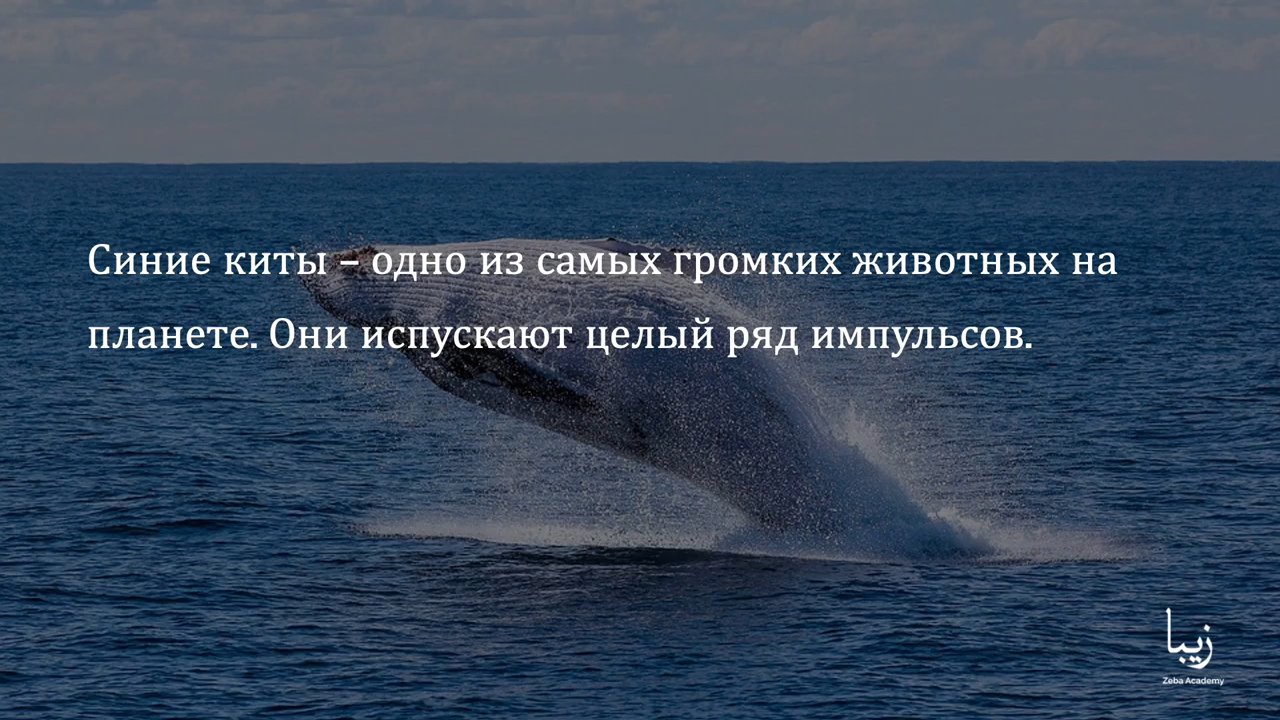 Синие киты – одно из самых громких животных на
планете. Они испускают целый ряд импульсов.
زيبا
Zeba Academy